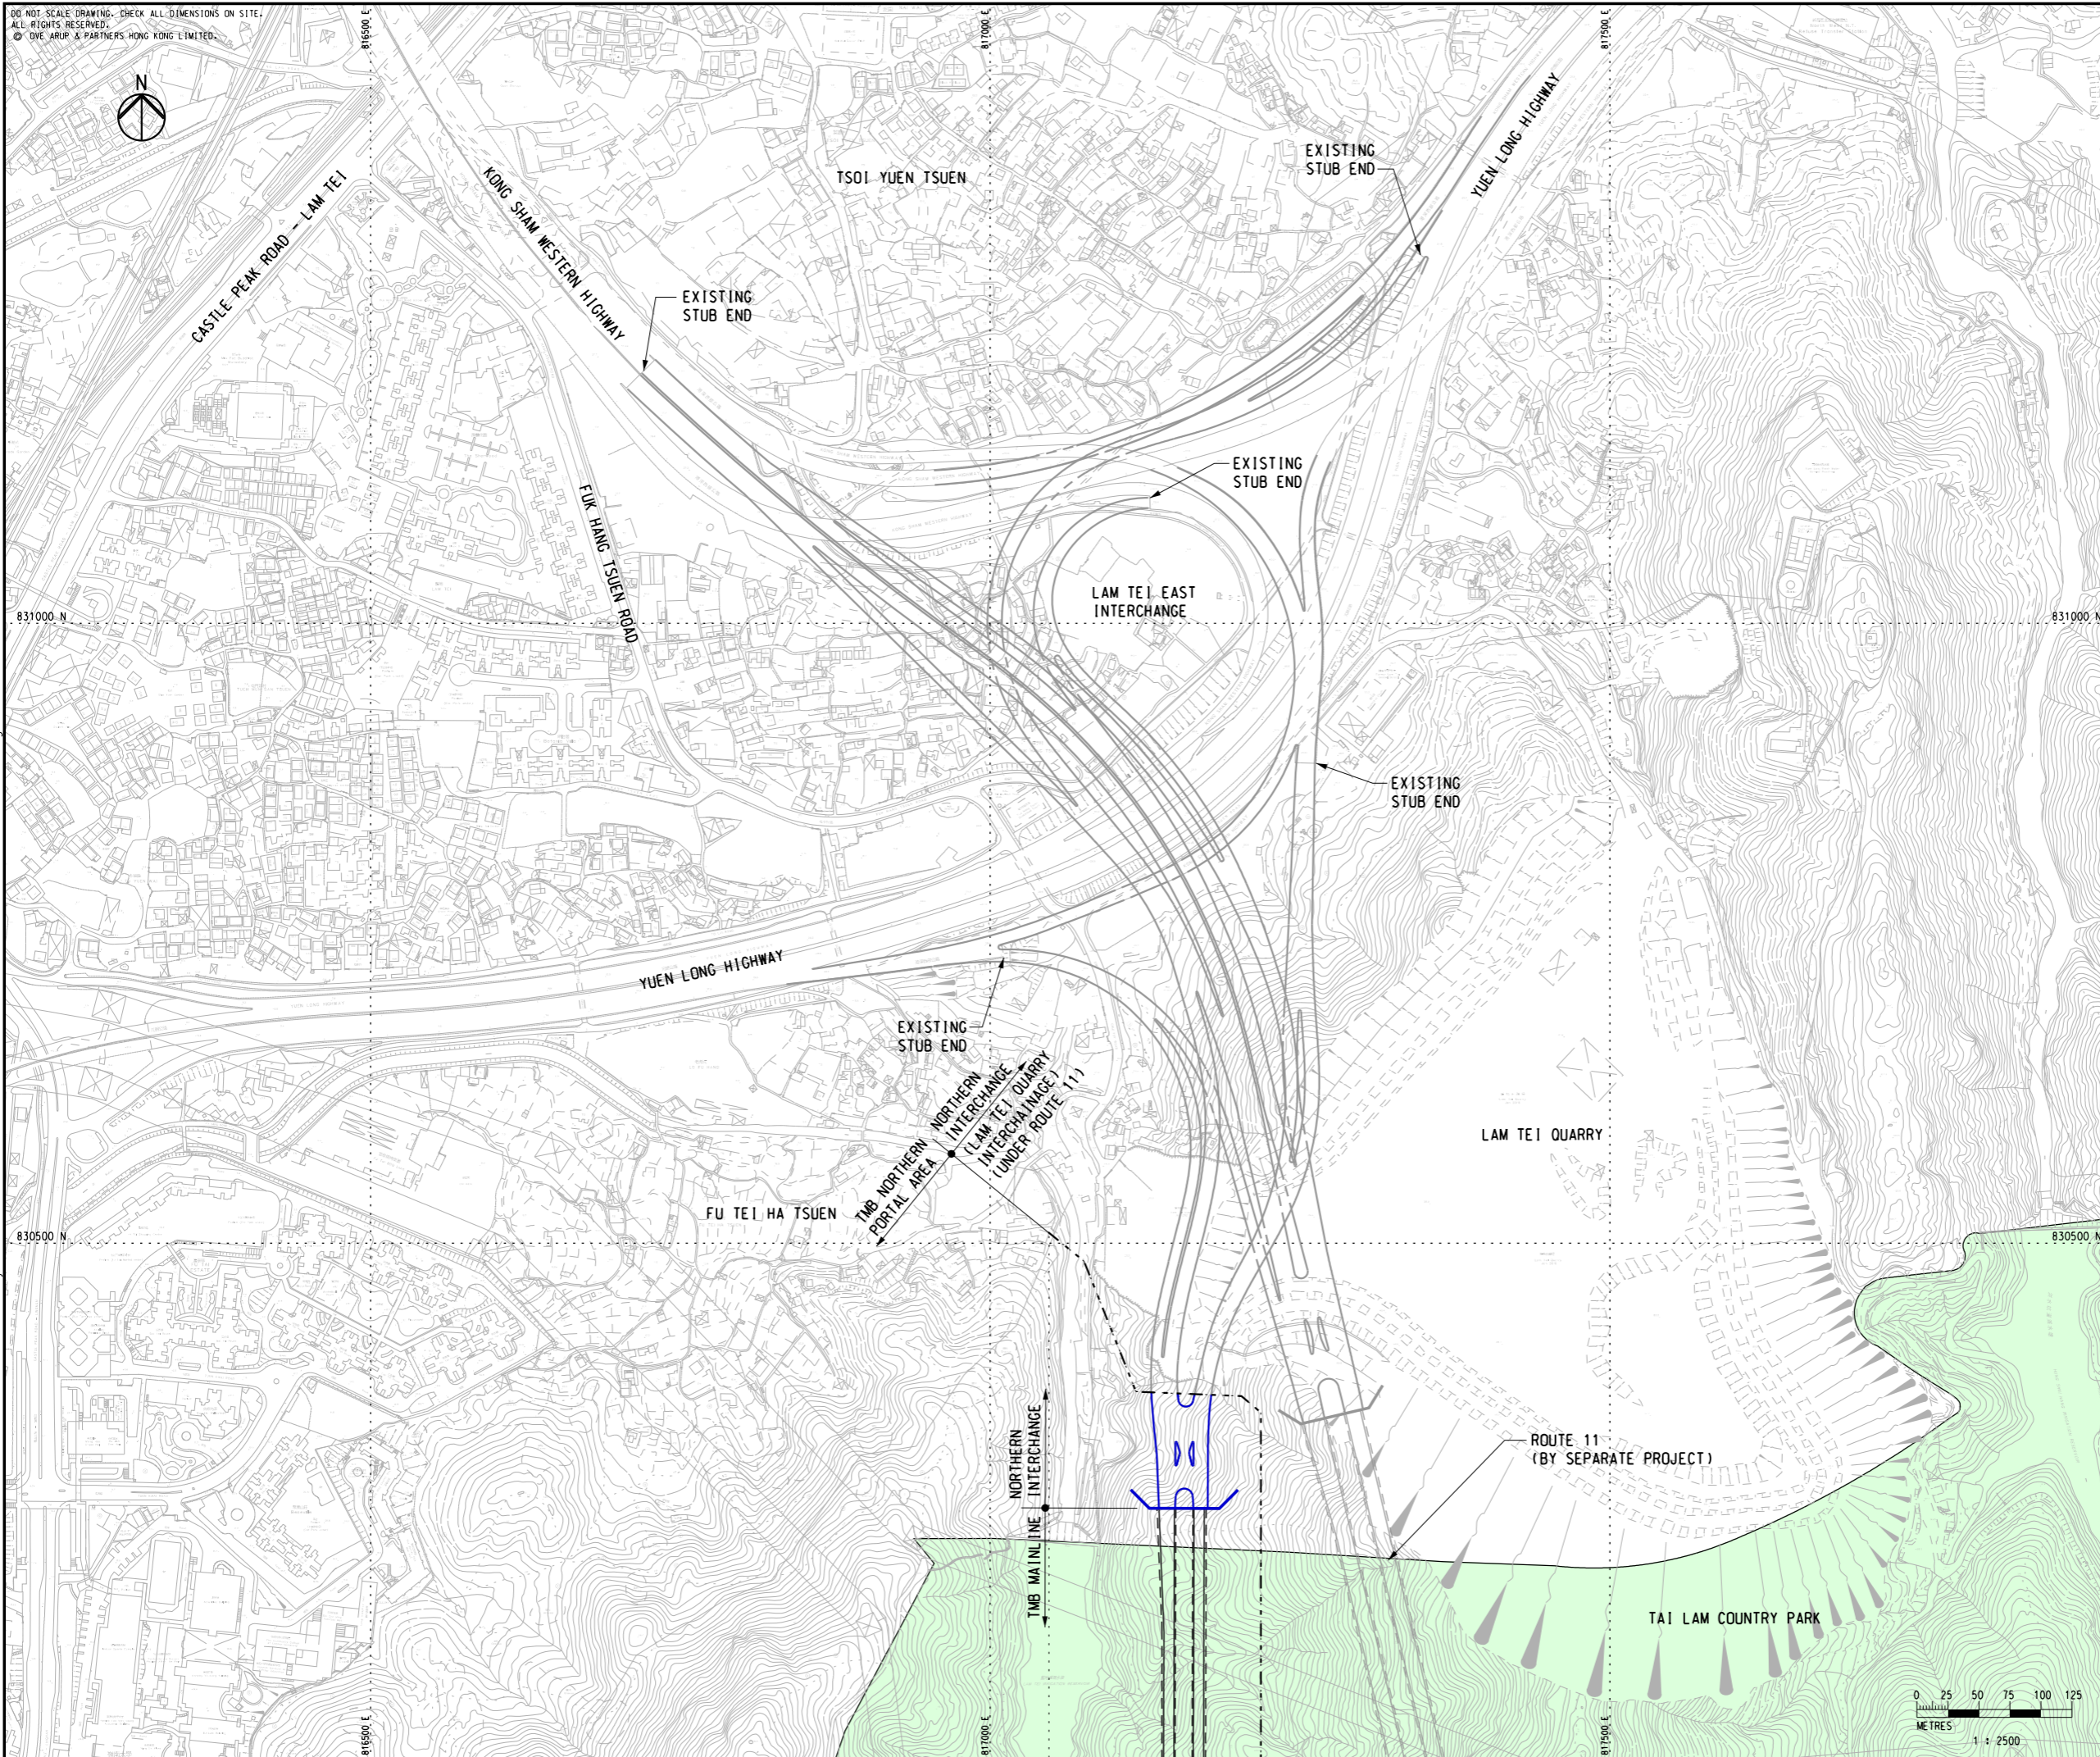 DO NOT SCALE DRAWING. CHECK ALL DIMENSIONS ON SITE.
ALL RIGHTS RESERVED.
© OVE ARUP & PARTNERS HONG KONG LIMITED.
816500 E
817000 E
817500 E
N
CASTLE PEAK ROAD - LAM TEI
KONG SHAM WESTERN HIGHWAY
TSOI YUEN TSUEN
EXISTING
STUB END
YUEN LONG HIGHWAY
EXISTING
STUB END
EXISTING
STUB END
FUK HANG TSUEN ROAD
LAM TEI EAST
INTERCHANGE
831000 N
831000 N
EXISTING
STUB END
YUEN LONG HIGHWAY
EXISTING
STUB END
NORTHERN
INTERCHANGE
(LAM TEI QUARRY
INTERCHAINAGE)
(UNDER ROUTE 11)
TMB NORTHERN
PORTAL AREA
LAM TEI QUARRY
FU TEI HA TSUEN
830500 N
830500 N
NORTHERN
INTERCHANGE
TMB MAINLINE
ROUTE 11
(BY SEPARATE PROJECT)
TAI LAM COUNTRY PARK
816500 E
817000 E
817500 E
0 25 50 75 100 125
METRES
1 : 2500